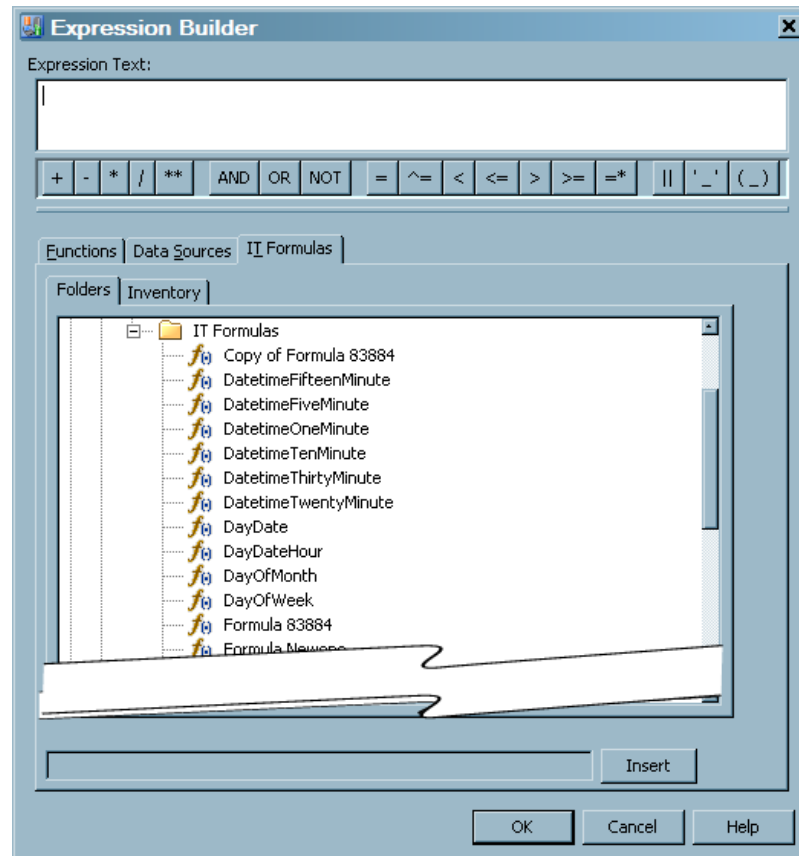 Expression Builder
Expression Text:
+ - * / ** AND OR NOT = ^= < <= > >= =* || '_' (_)
Functions Data Sources IT Formulas
Folders Inventory
IT Formulas
Copy of Formula 83884
DatetimeFifteenMinute
DatetimeFiveMinute
DatetimeOneMinute
DatetimeTenMinute
DatetimeThirtyMinute
DatetimeTwentyMinute
DayDate
DayDateHour
DayOfMonth
DayOfWeek
Formula 83884
Formula
Insert
OK Cancel Help